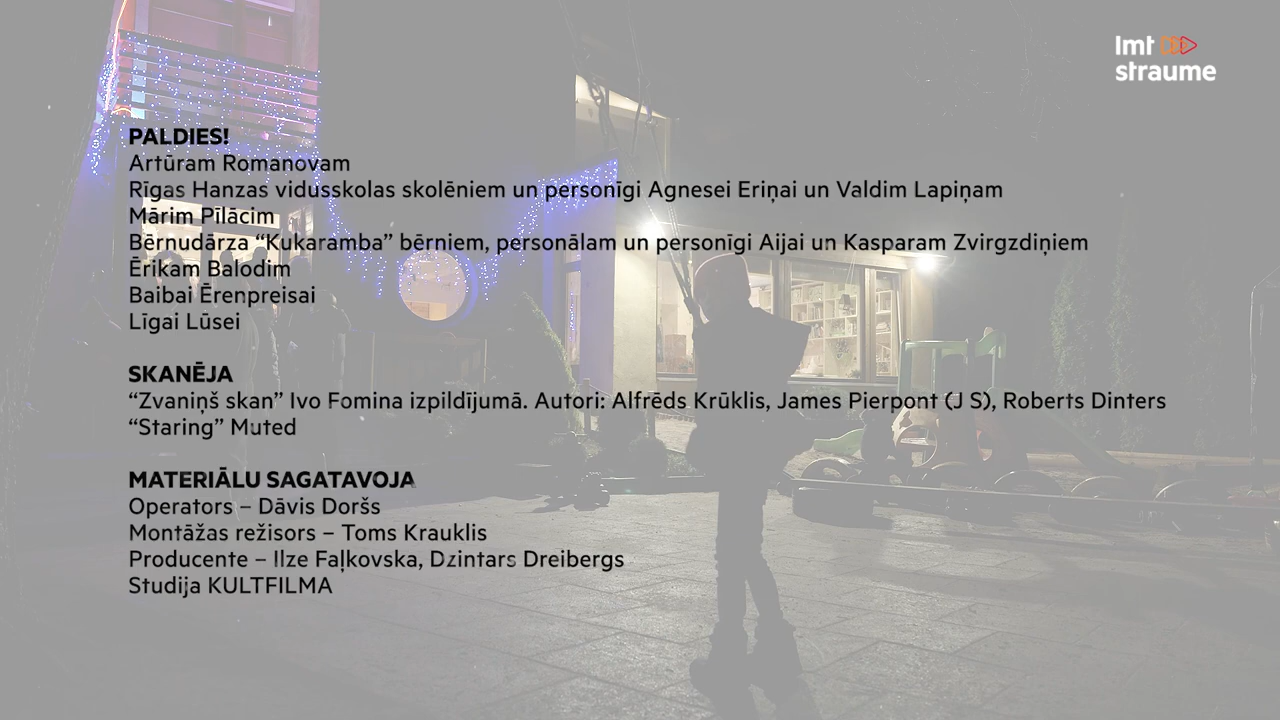 lmt
straume
PALDIES!
Artūram Romanovam
Rīgas Hanzas vidusskolas skolēniem un personīgi Agnesei Eriņai un Valdim Lapiņam
Mārim Pīlācim
Bērnudārza “Kukaramba” bērniem, personālam un personīgi Aijai un Kasparam Zvirgzdiņiem
Ērikam Balodim
Baibai Ērenpreisai
Līgai Lūsei
SKANĒJA
“Zvaniņš skan” Ivo Fomina izpildījumā. Autori: Alfrēds Krūklis, James Pierpont (J S), Roberts Dinters
“Staring” Muted
MATERIĀLU SAGATAVOJA
Operators – Dāvis Doršs
Montāžas režisors – Toms Krauklis
Producente – Ilze Faļkovska, Dzintars Dreibergs
Studija KULTFILMA